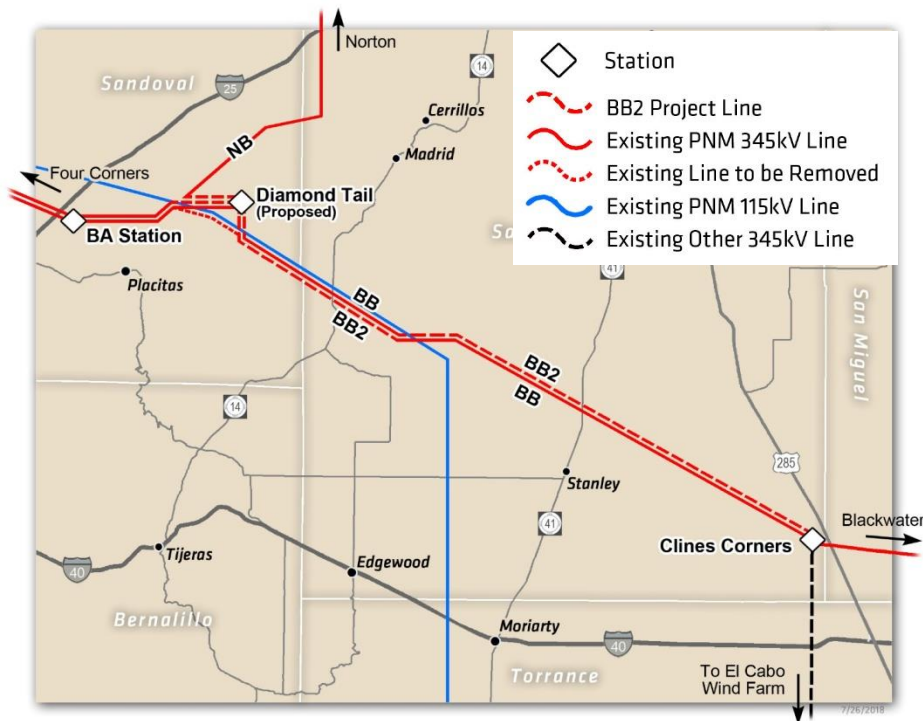 Norton
Sandoval
25
14
Cerrillos
Madrid
NB
Four Corners
Diamond Tail
(Proposed)
BA Station
Placitas
Station
BB2 Project Line
Existing PNM 345kV Line
Existing Line to be Removed
Existing PNM 115kV Line
Existing Other 345kV Line
Sa
41
San Miguel
BB
BB2
BB2
BB
14
285
Stanley
Blackwater
41
Clines Corners
Tijeras
40
Edgewood
Bernalillo
Moriarty
40
Torrance
To El Cabo
Wind Farm
7/26/2018